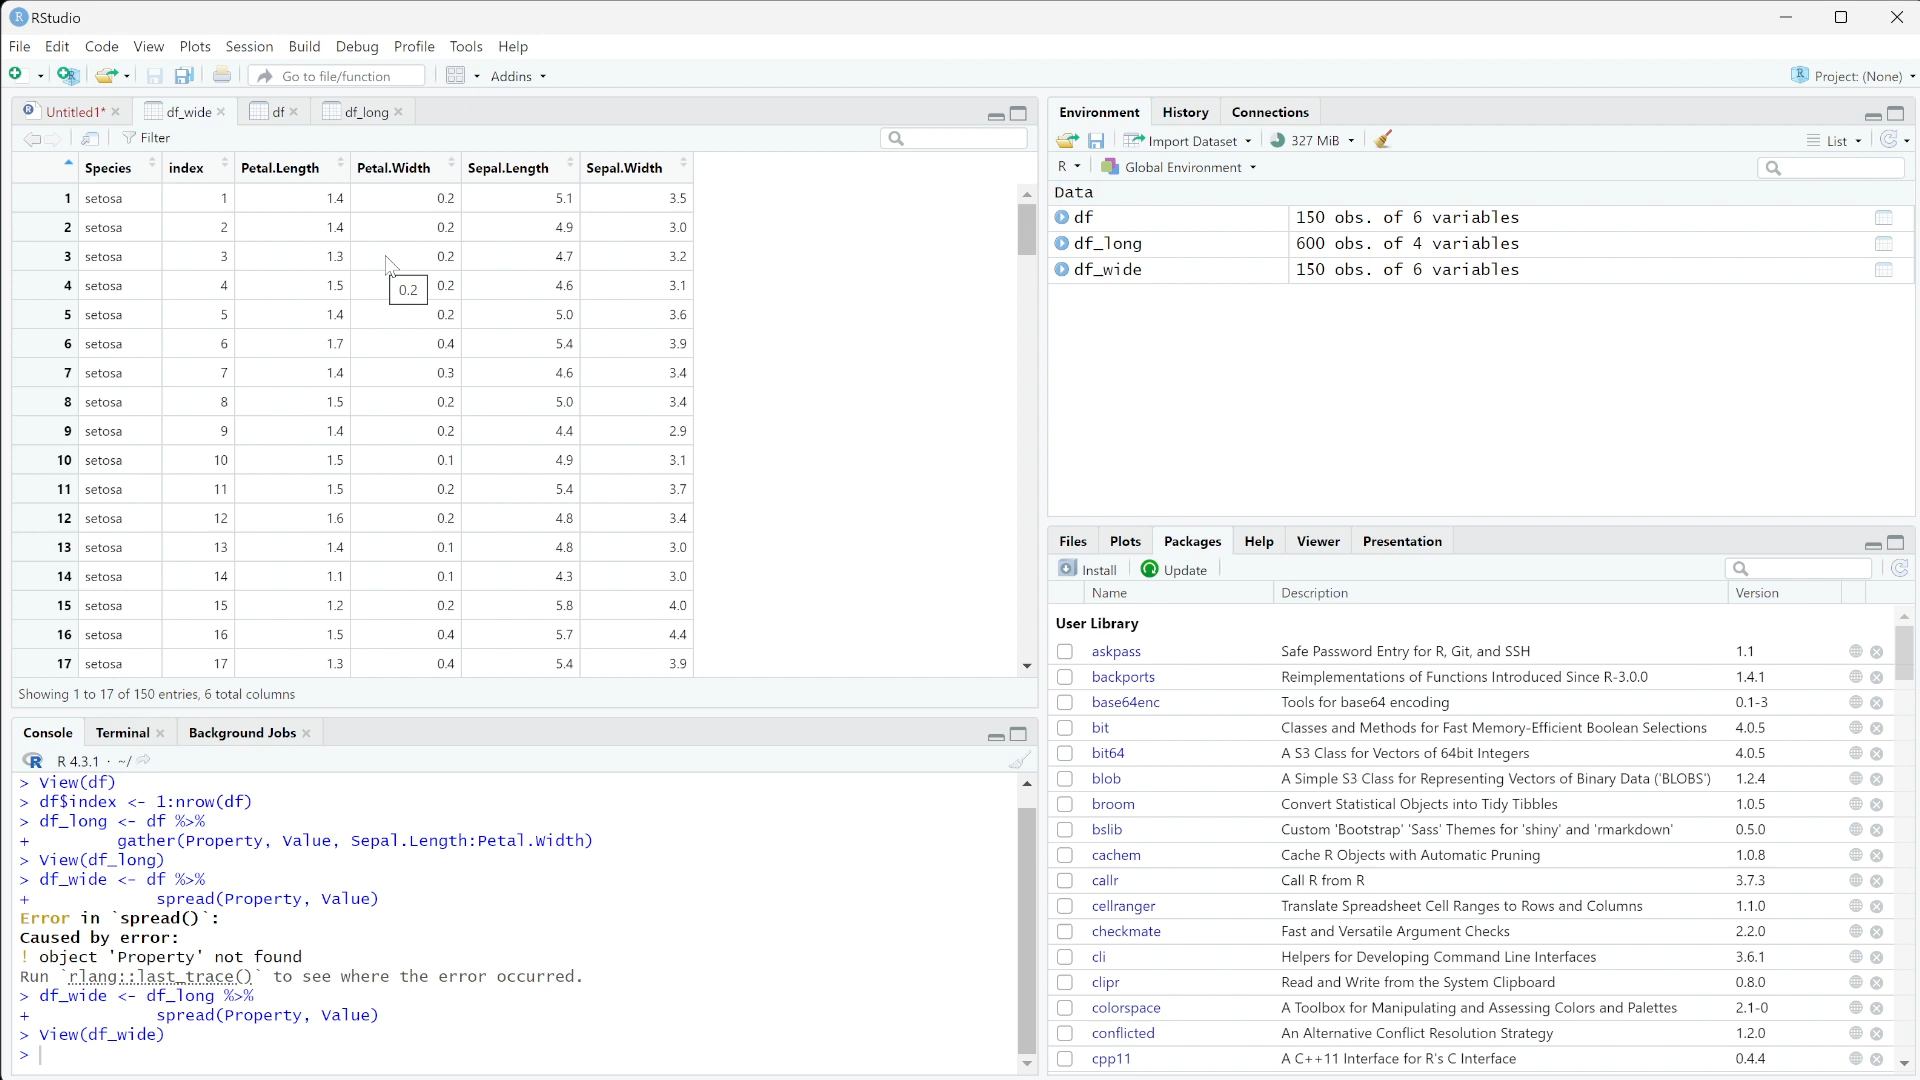 RStudio
File Edit Code View Plots Session Build Debug Profile Tools Help
Go to file/function Addins Project: (None)
Untitled1* df_wide df df_long
Filter
Species index Petal.Length Petal.Width Sepal.Length Sepal.Width
1 setosa 1 1.4 0.2 5.1 3.5
2 setosa 2 1.4 0.2 4.9 3.0
3 setosa 3 1.3 0.2 4.7 3.2
4 setosa 4 1.5 0.2 4.6 3.1
0.2
5 setosa 5 1.4 0.2 5.0 3.6
6 setosa 6 1.7 0.4 5.4 3.9
7 setosa 7 1.4 0.3 4.6 3.4
8 setosa 8 1.5 0.2 5.0 3.4
9 setosa 9 1.4 0.2 4.4 2.9
10 setosa 10 1.5 0.1 4.9 3.1
11 setosa 11 1.5 0.2 5.4 3.7
12 setosa 12 1.6 0.2 4.8 3.4
13 setosa 13 1.4 0.1 4.8 3.0
14 setosa 14 1.1 0.1 4.3 3.0
15 setosa 15 1.2 0.2 5.8 4.0
16 setosa 16 1.5 0.4 5.7 4.4
17 setosa 17 1.3 0.4 5.4 3.9
Showing 1 to 17 of 150 entries, 6 total columns
Console Terminal Background Jobs
R 4.3.1 · ~/
> View(df)
> df$index <- 1:nrow(df)
> df_long <- df %>%
+ gather(Property, Value, Sepal.Length:Petal.Width)
> View(df_long)
> df_wide <- df %>%
+ spread(Property, Value)
Error in `spread()`:
Caused by error:
! object 'Property' not found
Run `rlang::last_trace()` to see where the error occurred.
> df_wide <- df_long %>%
+ spread(Property, Value)
> View(df_wide)
>
Environment History Connections
Import Dataset 327 MiB List
R Global Environment
Data
df 150 obs. of 6 variables
df_long 600 obs. of 4 variables
df_wide 150 obs. of 6 variables
Files Plots Packages Help Viewer Presentation
Install Update
Name Description Version
User Library
askpass Safe Password Entry for R, Git, and SSH 1.1
backports Reimplementations of Functions Introduced Since R-3.0.0 1.4.1
base64enc Tools for base64 encoding 0.1-3
bit Classes and Methods for Fast Memory-Efficient Boolean Selections 4.0.5
bit64 A S3 Class for Vectors of 64bit Integers 4.0.5
blob A Simple S3 Class for Representing Vectors of Binary Data ('BLOBS') 1.2.4
broom Convert Statistical Objects into Tidy Tibbles 1.0.5
bslib Custom 'Bootstrap' 'Sass' Themes for 'shiny' and 'rmarkdown' 0.5.0
cachem Cache R Objects with Automatic Pruning 1.0.8
callr Call R from R 3.7.3
cellranger Translate Spreadsheet Cell Ranges to Rows and Columns 1.1.0
checkmate Fast and Versatile Argument Checks 2.2.0
cli Helpers for Developing Command Line Interfaces 3.6.1
clipr Read and Write from the System Clipboard 0.8.0
colorspace A Toolbox for Manipulating and Assessing Colors and Palettes 2.1-0
conflicted An Alternative Conflict Resolution Strategy 1.2.0
cpp11 A C++11 Interface for R's C Interface 0.4.4